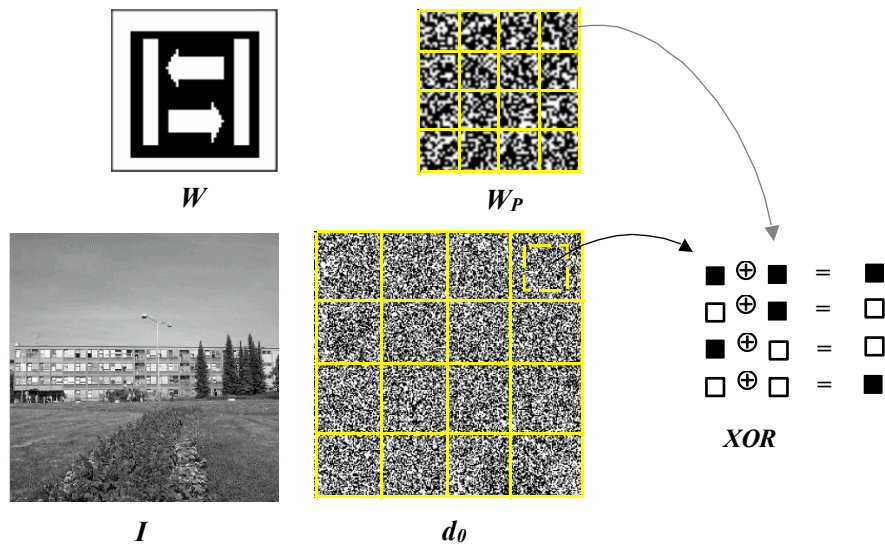 W
W_P
⊕ =
⊕ =
⊕ =
⊕ =
XOR
I
d_0